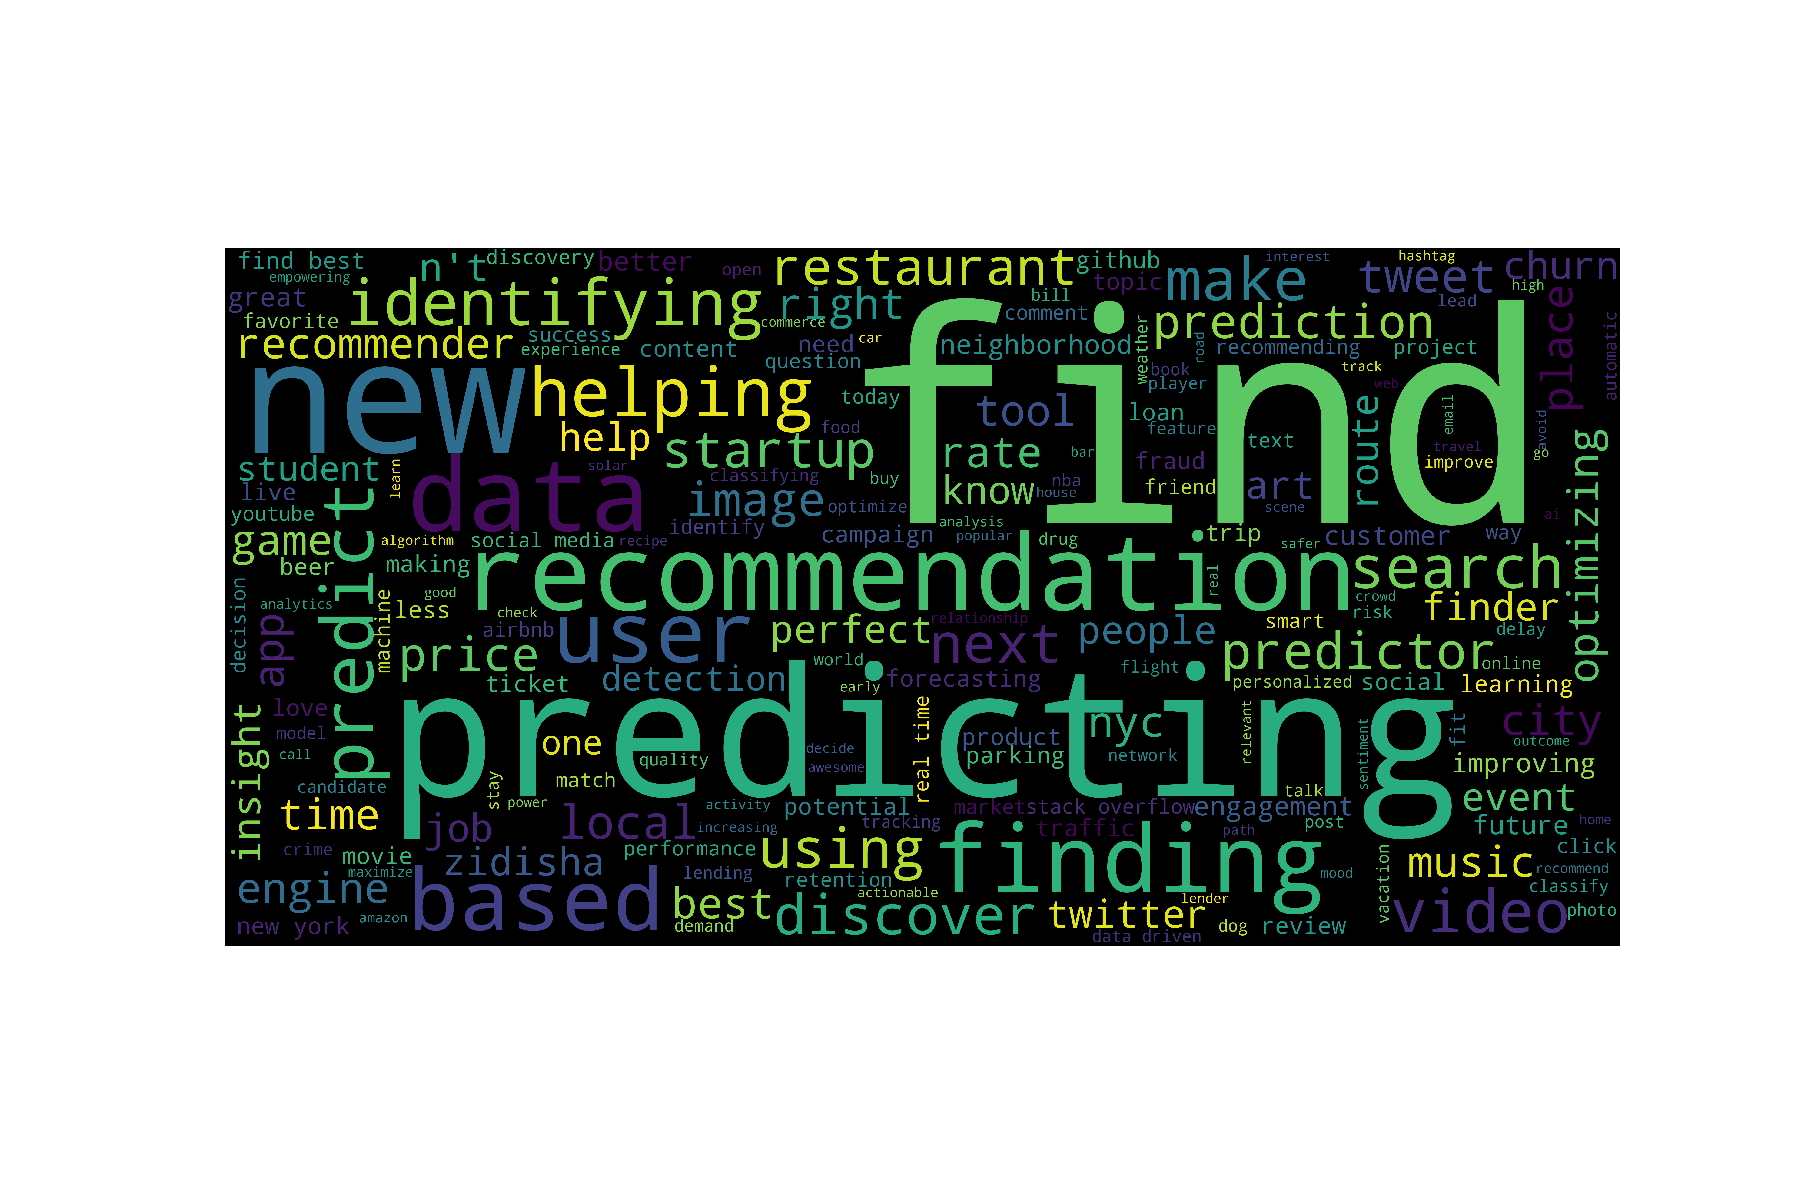 find best
n't
discovery
better
open
restaurant
github
interest
hashtag
churn
empowering
make
tweet
great
identifying
right
bill
topic
lead
high
favorite
commerce
comment
prediction
place
recommender
success
experience
content
need
car
question
neighborhood
weather
road
recommending
project
automatic
new
helping
find
today
book
player
track
web
tool
loan
feature
route
email
help
startup
food
rate
bar
text
travel
avoid
go
student
learn
solar
data
classifying
buy
know
nba
house
fraud
friend
improve
art
scene
optimizing
live
youtube
predict
image
identify
optimize
analysis
popular
campaign
drug
trip
safer
customer
way
ai
game
beer
algorithm
social media
recipe
making
recommendation
real
search
crowd
risk
decision
analytics
machine
good
less
check
airbnb
user
perfect
relationship
next
people
smart
finder
delay
app
price
ticket
detection
world
early
forecasting
flight
predictor
personalized
social
online
learning
insight
love
model
call
predicting
one
quality
match
decide
awesome
real time
product
parking
nyc
network
relevant
sentiment
fit
city
outcome
improving
candidate
stay
power
activity
potential
market
stack overflow
engagement
talk
post
event
time
job
local
increasing
tracking
traffic
path
future
home
crime
movie
maximize
zidisha
performance
using
finding
mood
music
click
recommend
classify
engine
based
lending
retention
actionable
lender
vacation
video
photo
new york
amazon
best
demand
discover
twitter
data driven
dog
review